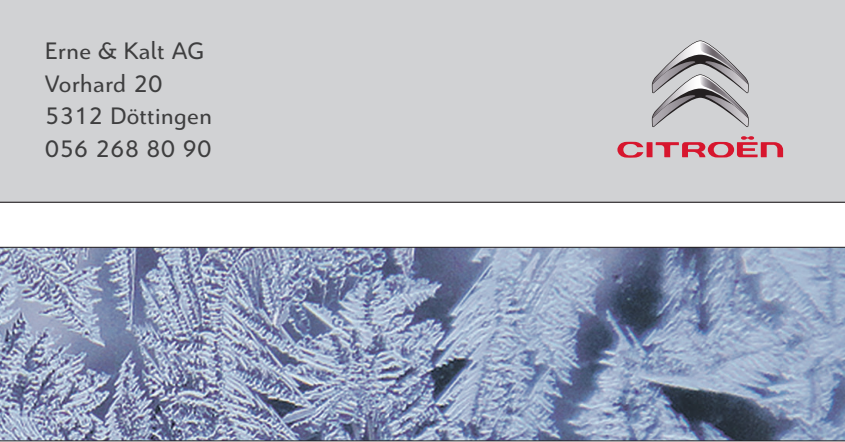 Erne & Kalt AG
Vorhard 20
5312 Döttingen
056 268 80 90
CITROËN